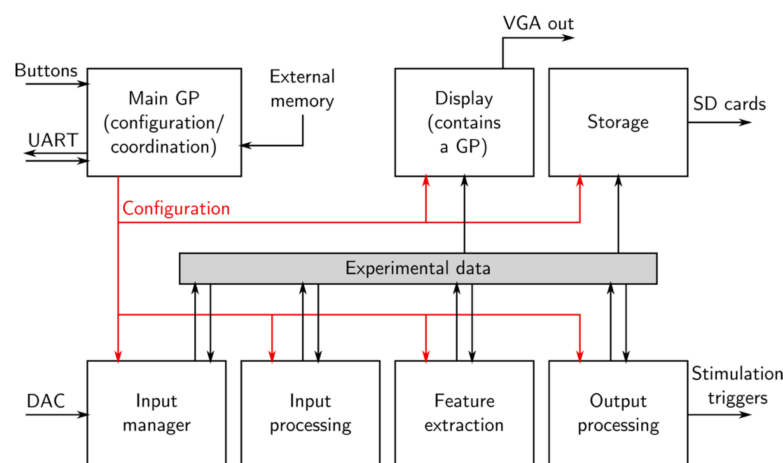 VGA out
Buttons
Main GP
(configuration/
coordination)
External
memory
Display
(contains
a GP)
Storage
SD cards
UART
Configuration
Experimental data
DAC
Input
manager
Input
processing
Feature
extraction
Output
processing
Stimulation
triggers